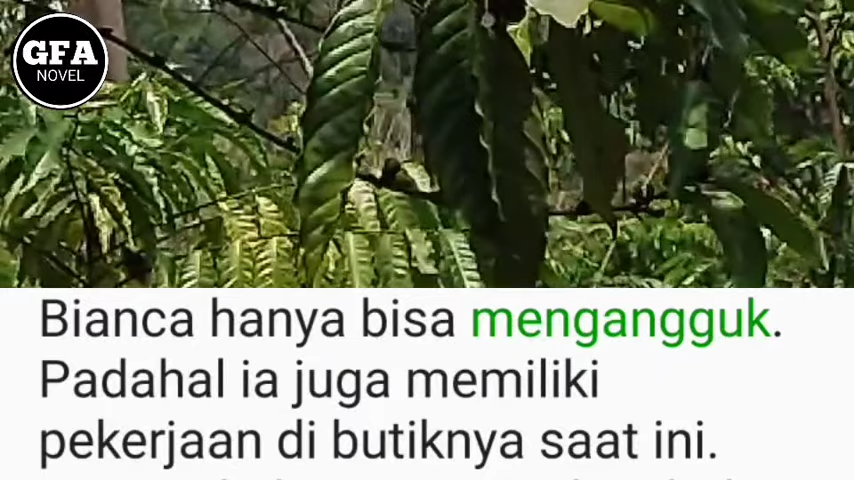 GFA
NOVEL
Bianca hanya bisa mengangguk.
Padahal ia juga memiliki
pekerjaan di butiknya saat ini.